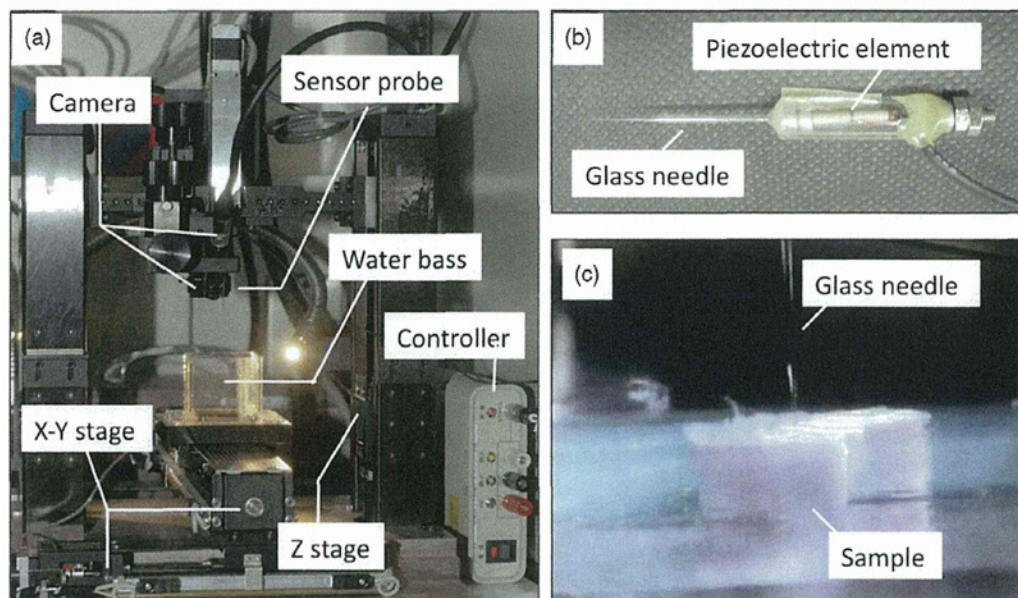 (a)
Camera
Sensor probe
Water bass
Controller
X-Y stage
Z stage
(b)
Piezoelectric element
Glass needle
(c)
Glass needle
Sample